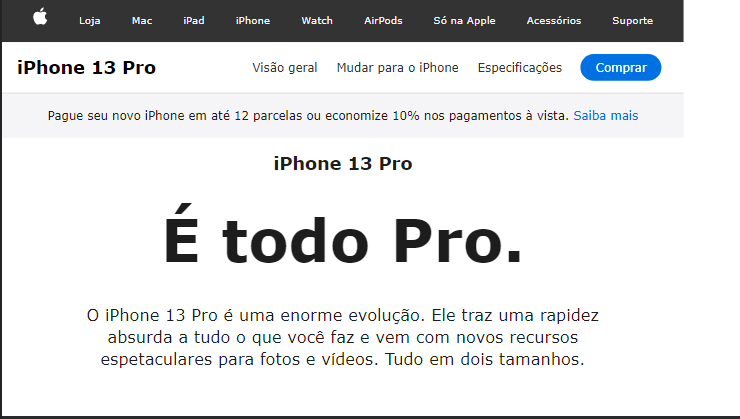 Loja Mac iPad iPhone Watch AirPods Só na Apple Acessórios Suporte
iPhone 13 Pro Visão geral Mudar para o iPhone Especificações Comprar
Pague seu novo iPhone em até 12 parcelas ou economize 10% nos pagamentos à vista. Saiba mais
iPhone 13 Pro
É todo Pro.
O iPhone 13 Pro é uma enorme evolução. Ele traz uma rapidez
absurda a tudo o que você faz e vem com novos recursos
espetaculares para fotos e vídeos. Tudo em dois tamanhos.